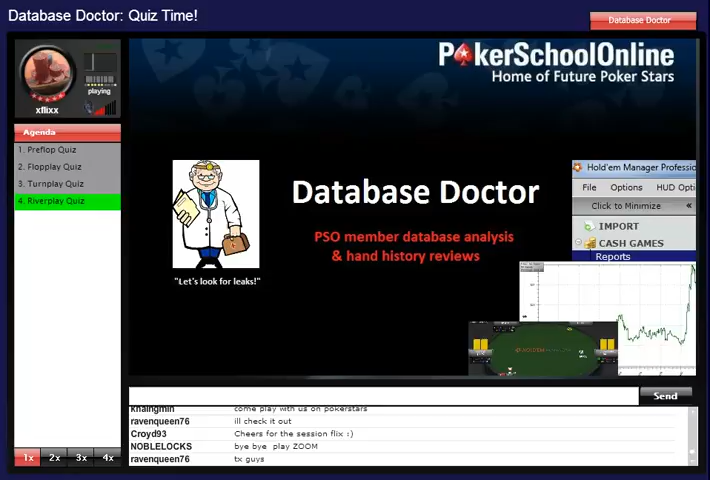 Database Doctor: Quiz Time!
Database Doctor
PokerSchoolOnline
Home of Future Poker Stars
playing
xflixx
Agenda
1. Preflop Quiz
2. Flopplay Quiz
3. Turnplay Quiz
4. Riverplay Quiz
Database Doctor
PSO member database analysis
& hand history reviews
"Let's look for leaks!"
Hold'em Manager Professio
File Options HUD Opti
Click to Minimize «
IMPORT
CASH GAMES
Reports
Send
khaingmin come play with us on pokerstars
ravenqueen76 ill check it out
Croyd93 Cheers for the session flix :)
NOBLELOCKS bye bye play ZOOM
ravenqueen76 tx guys
1x 2x 3x 4x